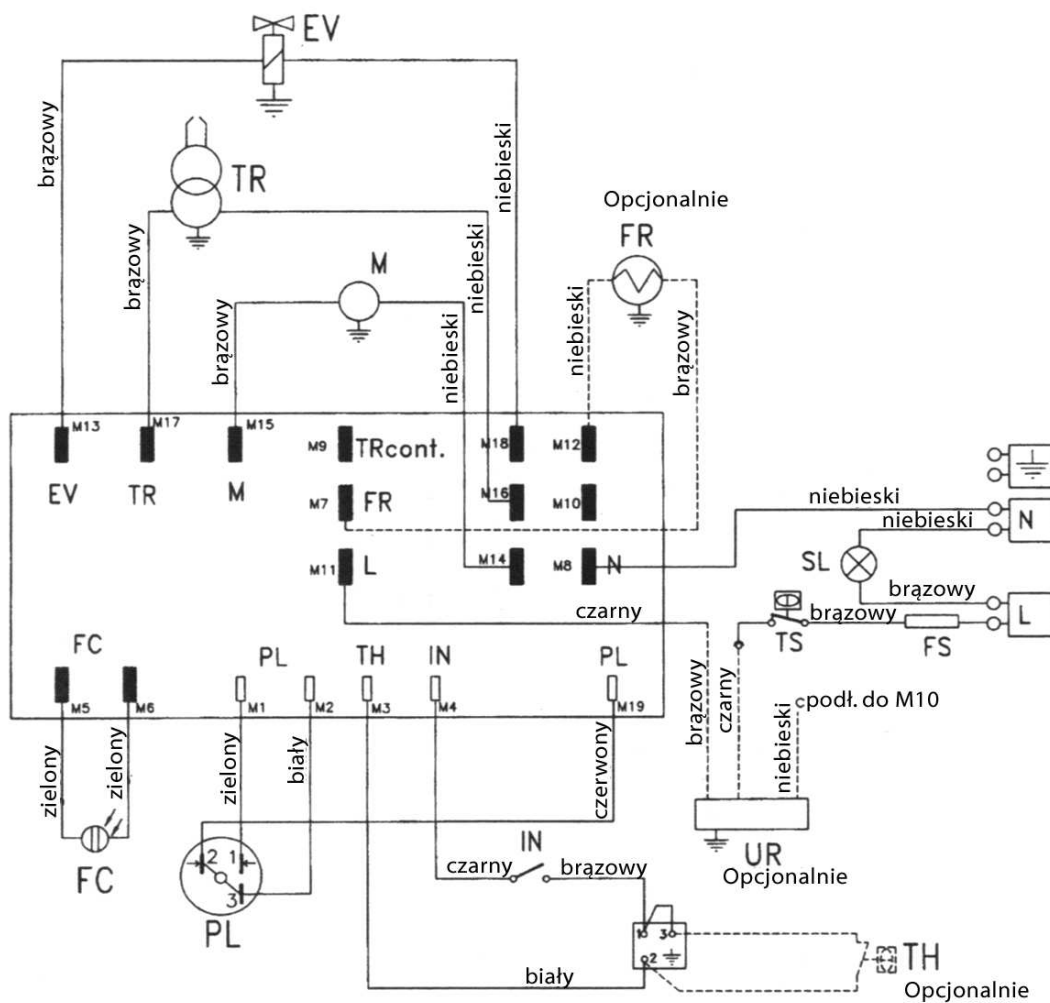 EV
brązowy
niebieski
TR
brązowy
niebieski
Opcjonalnie
FR
M
brązowy
niebieski
niebieski
brązowy
M13
M17
M15
M9
TRcont.
M18
M12
EV
TR
M
M7
FR
M16
M10
M11
L
M14
M8
N
niebieski
N
niebieski
SL
brązowy
L
czarny
brązowy
TS
FS
FC
PL
TH
IN
PL
M5
M6
M1
M2
M3
M4
M19
brązowy
czarny
niebieski
podł. do M10
zielony
zielony
zielony
biały
czerwony
FC
2
1
3
PL
czarny
IN
brązowy
UR
Opcjonalnie
1
3
2
biały
TH
Opcjonalnie